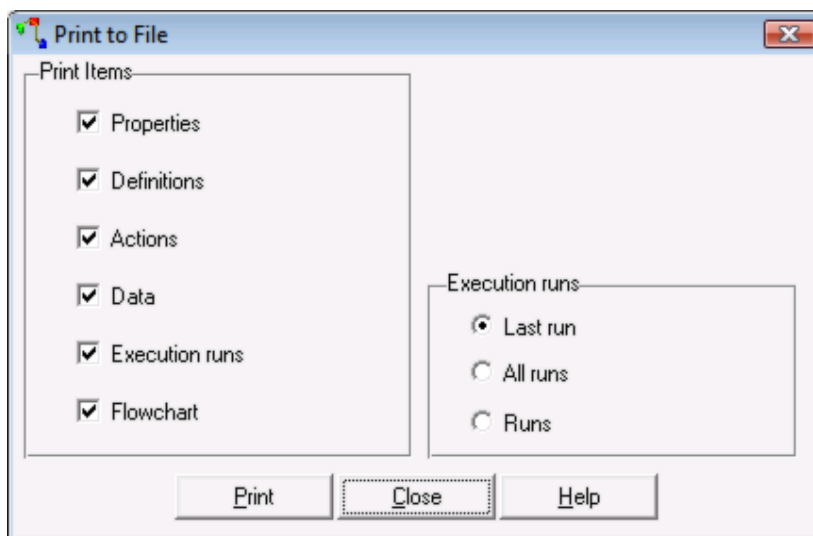 Print to File
Print Items
Properties
Definitions
Actions
Data
Execution runs
Flowchart
Execution runs
Last run
All runs
Runs
Print Close Help